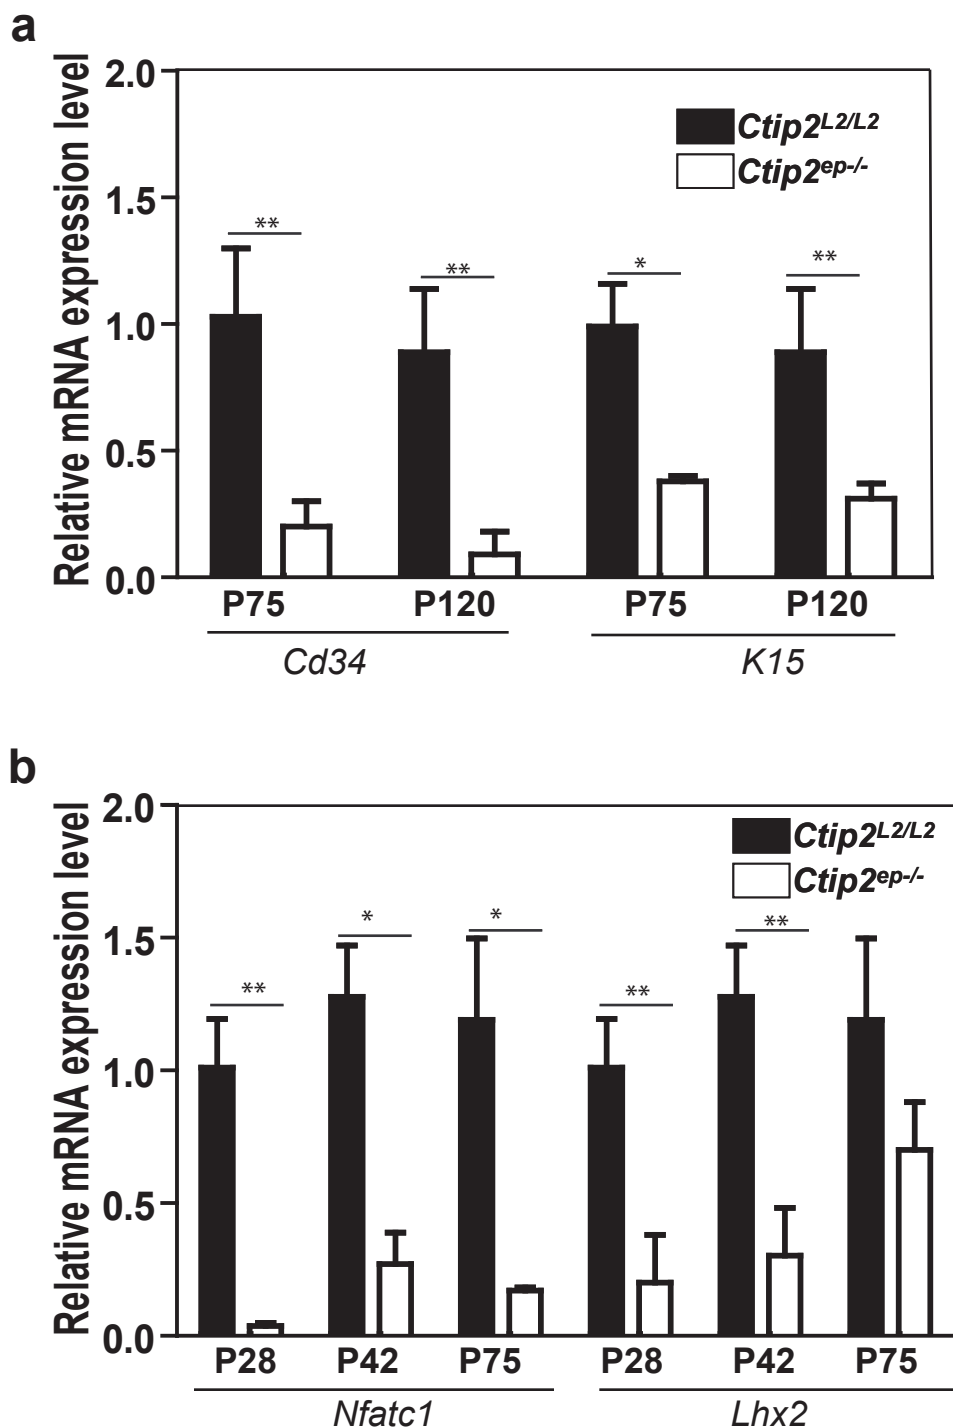 a
Relative mRNA expression level
2.0
1.5
1.0
0.5
0.0
Ctip2L2/L2
Ctip2ep-/-
**
**
*
**
P75 P120 P75 P120
Cd34 K15
b
Relative mRNA expression level
2.0
1.5
1.0
0.5
0.0
Ctip2L2/L2
Ctip2ep-/-
**
*
*
**
**
P28 P42 P75 P28 P42 P75
Nfatc1 Lhx2